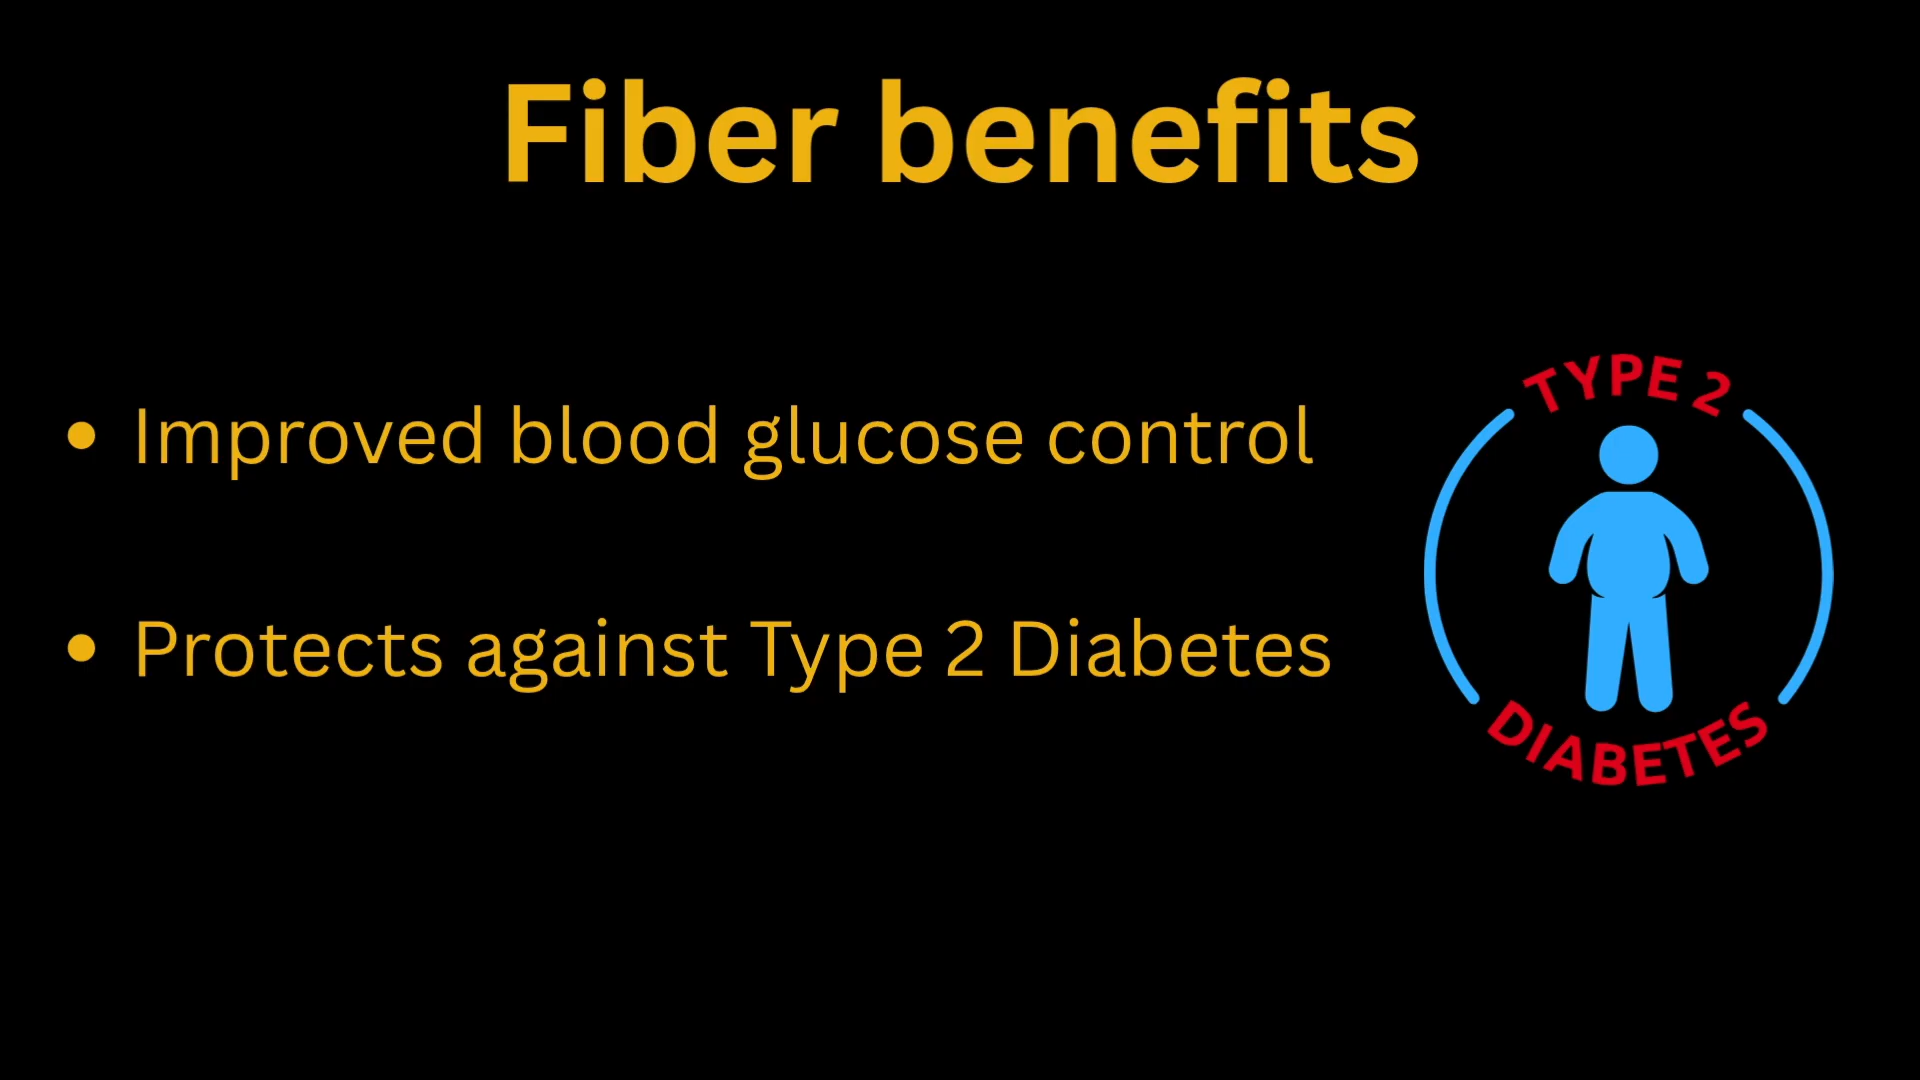 Fiber benefits
• Improved blood glucose control
• Protects against Type 2 Diabetes
TYPE 2
DIABETES